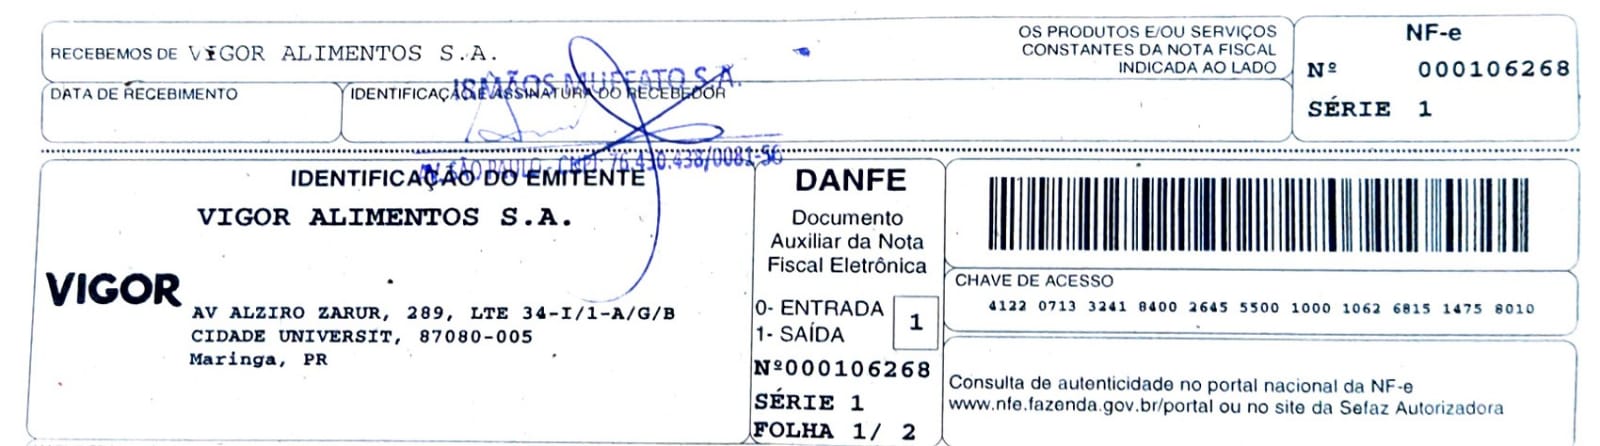 RECEBEMOS DE VIGOR ALIMENTOS S.A.
OS PRODUTOS E/OU SERVIÇOS
CONSTANTES DA NOTA FISCAL
INDICADA AO LADO
NF-e
Nº 000106268
SÉRIE 1
DATA DE RECEBIMENTO
IDENTIFICAÇÃO E ASSINATURA DO RECEBEDOR
IRMÃOS MUFFATO S.A.
SÃO PAULO - CNPJ: 76.430.438/0081-56
IDENTIFICAÇÃO DO EMITENTE
VIGOR ALIMENTOS S.A.
VIGOR
AV ALZIRO ZARUR, 289, LTE 34-I/1-A/G/B
CIDADE UNIVERSIT, 87080-005
Maringa, PR
DANFE
Documento
Auxiliar da Nota
Fiscal Eletrônica
0- ENTRADA
1- SAÍDA
1
Nº000106268
SÉRIE 1
FOLHA 1/ 2
CHAVE DE ACESSO
4122 0713 3241 8400 2645 5500 1000 1062 6815 1475 8010
Consulta de autenticidade no portal nacional da NF-e
www.nfe.fazenda.gov.br/portal ou no site da Sefaz Autorizadora